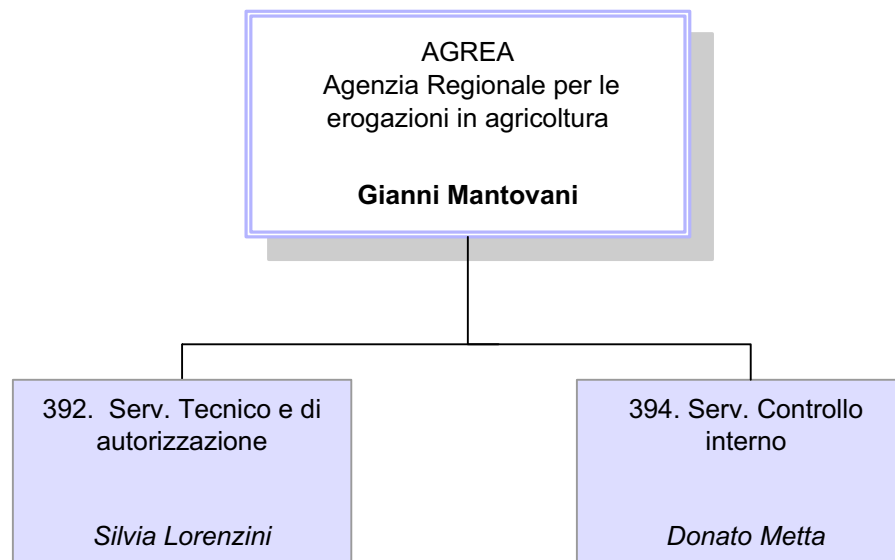 AGREA
Agenzia Regionale per le
erogazioni in agricoltura
Gianni Mantovani
392. Serv. Tecnico e di
autorizzazione
Silvia Lorenzini
394. Serv. Controllo
interno
Donato Metta